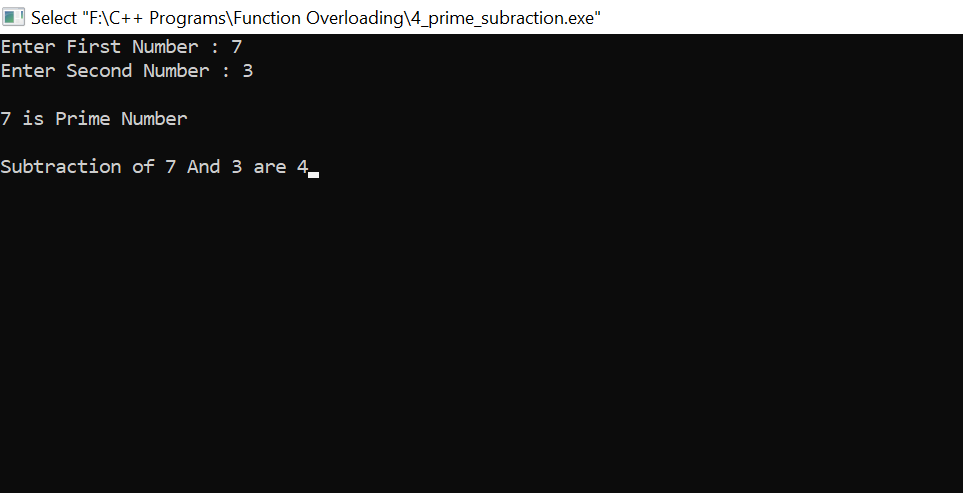 Select "F:\C++ Programs\Function Overloading\4_prime_subraction.exe"
Enter First Number : 7
Enter Second Number : 3
7 is Prime Number
Subtraction of 7 And 3 are 4